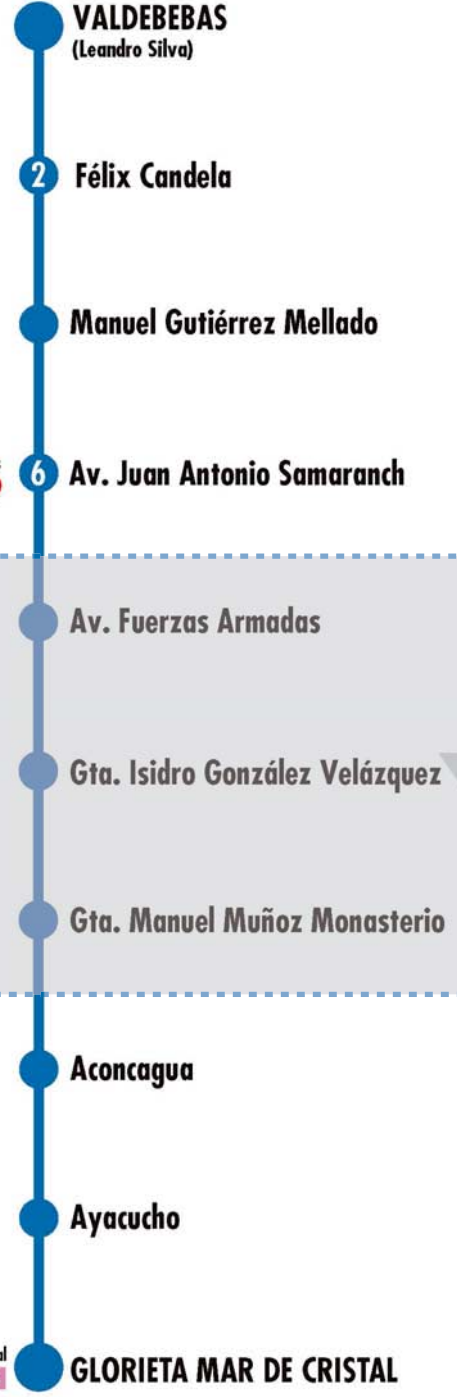 VALDEBEBAS
(Leandro Silva)
2 Félix Candela
Manuel Gutiérrez Mellado
6 Av. Juan Antonio Samaranch
Av. Fuerzas Armadas
Gta. Isidro González Velázquez
Gta. Manuel Muñoz Monasterio
Aconcagua
Ayacucho
GLORIETA MAR DE CRISTAL